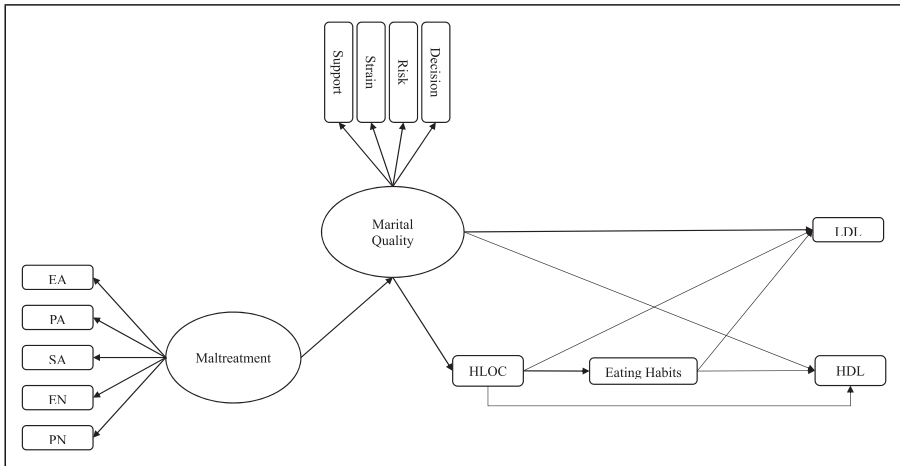 Support
Strain
Risk
Decision
Marital
Quality
LDL
EA
PA
Maltreatment
SA
HLOC
Eating Habits
HDL
EN
PN